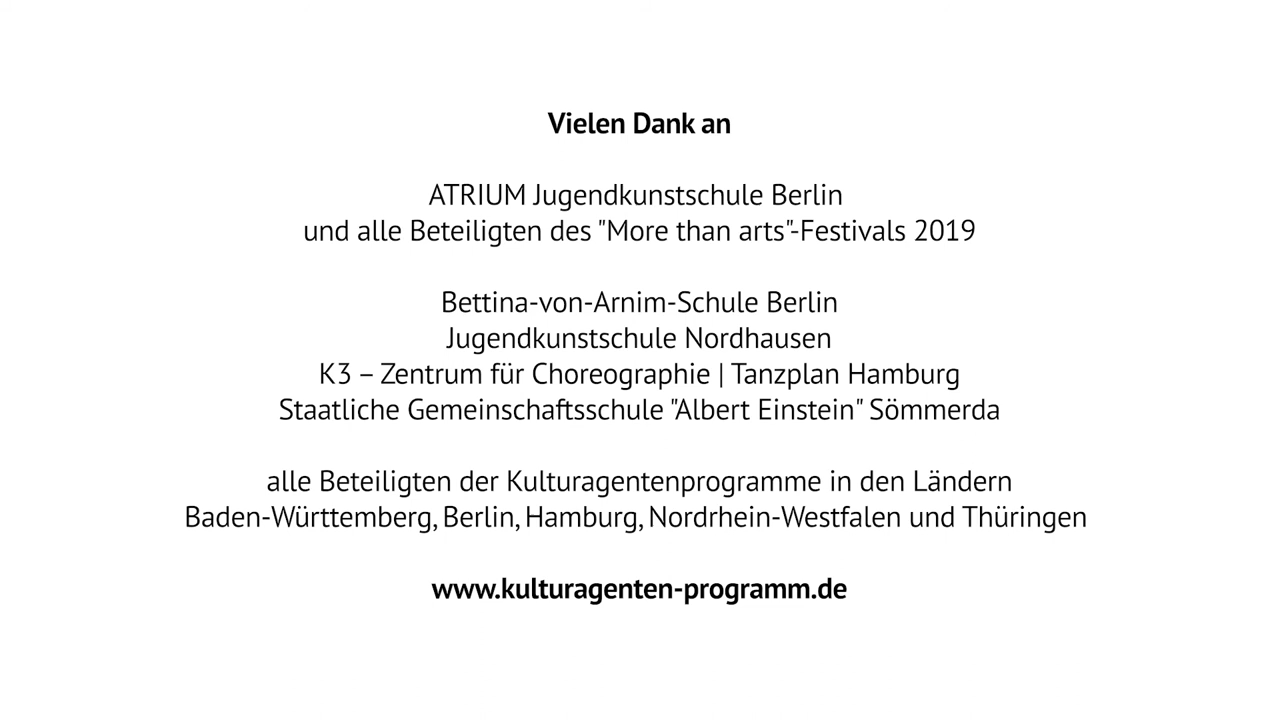 Vielen Dank an
ATRIUM Jugendkunstschule Berlin
und alle Beteiligten des "More than arts"-Festivals 2019
Bettina-von-Arnim-Schule Berlin
Jugendkunstschule Nordhausen
K3 – Zentrum für Choreographie | Tanzplan Hamburg
Staatliche Gemeinschaftsschule "Albert Einstein" Sömmerda
alle Beteiligten der Kulturagentenprogramme in den Ländern
Baden-Württemberg, Berlin, Hamburg, Nordrhein-Westfalen und Thüringen
www.kulturagenten-programm.de